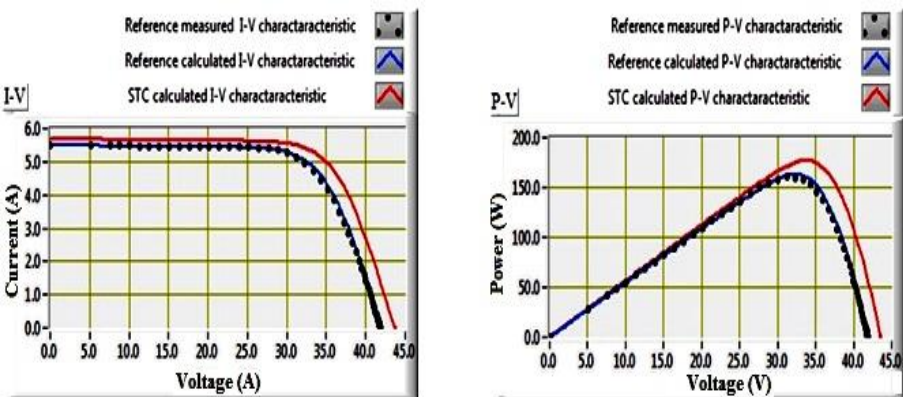 Reference measured I-V charactaracteristic
Reference calculated I-V charactaracteristic
STC calculated I-V charactaracteristic
I-V
6.0
5.0
4.0
3.0
2.0
1.0
0.0
Current (A)
0.0 5.0 10.0 15.0 20.0 25.0 30.0 35.0 40.0 45.0
Voltage (A)
Reference measured P-V charactaracteristic
Reference calculated P-V charactaracteristic
STC calculated P-V charactaracteristic
P-V
200.0
150.0
100.0
50.0
0.0
Power (W)
0.0 5.0 10.0 15.0 20.0 25.0 30.0 35.0 40.0 45.0
Voltage (V)